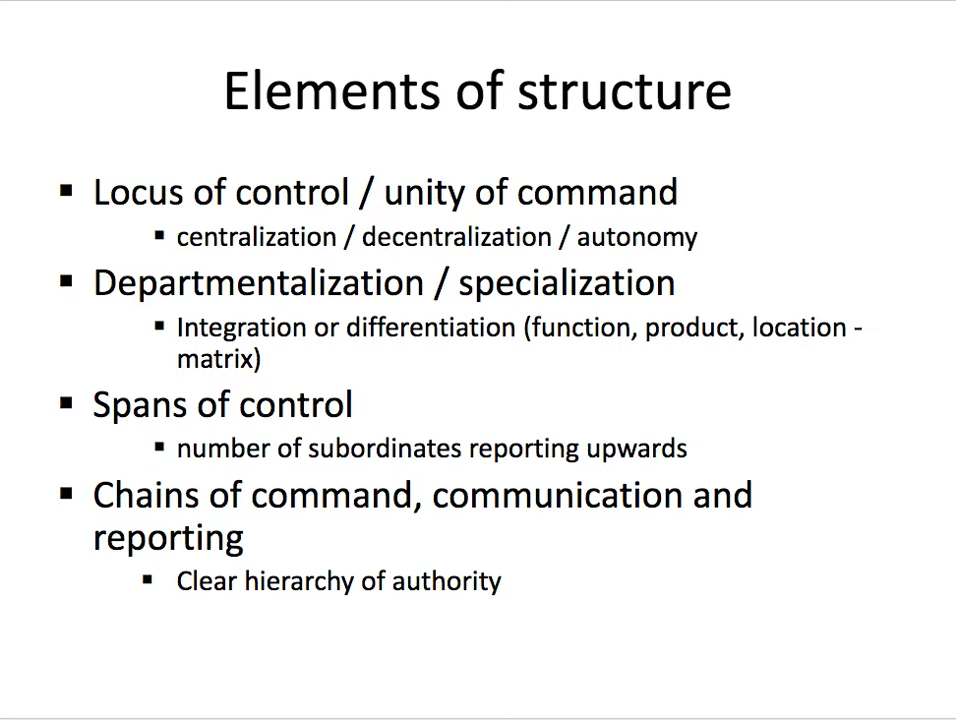 Elements of structure
▪ Locus of control / unity of command
▪ centralization / decentralization / autonomy
▪ Departmentalization / specialization
▪ Integration or differentiation (function, product, location -
matrix)
▪ Spans of control
▪ number of subordinates reporting upwards
▪ Chains of command, communication and
reporting
▪ Clear hierarchy of authority